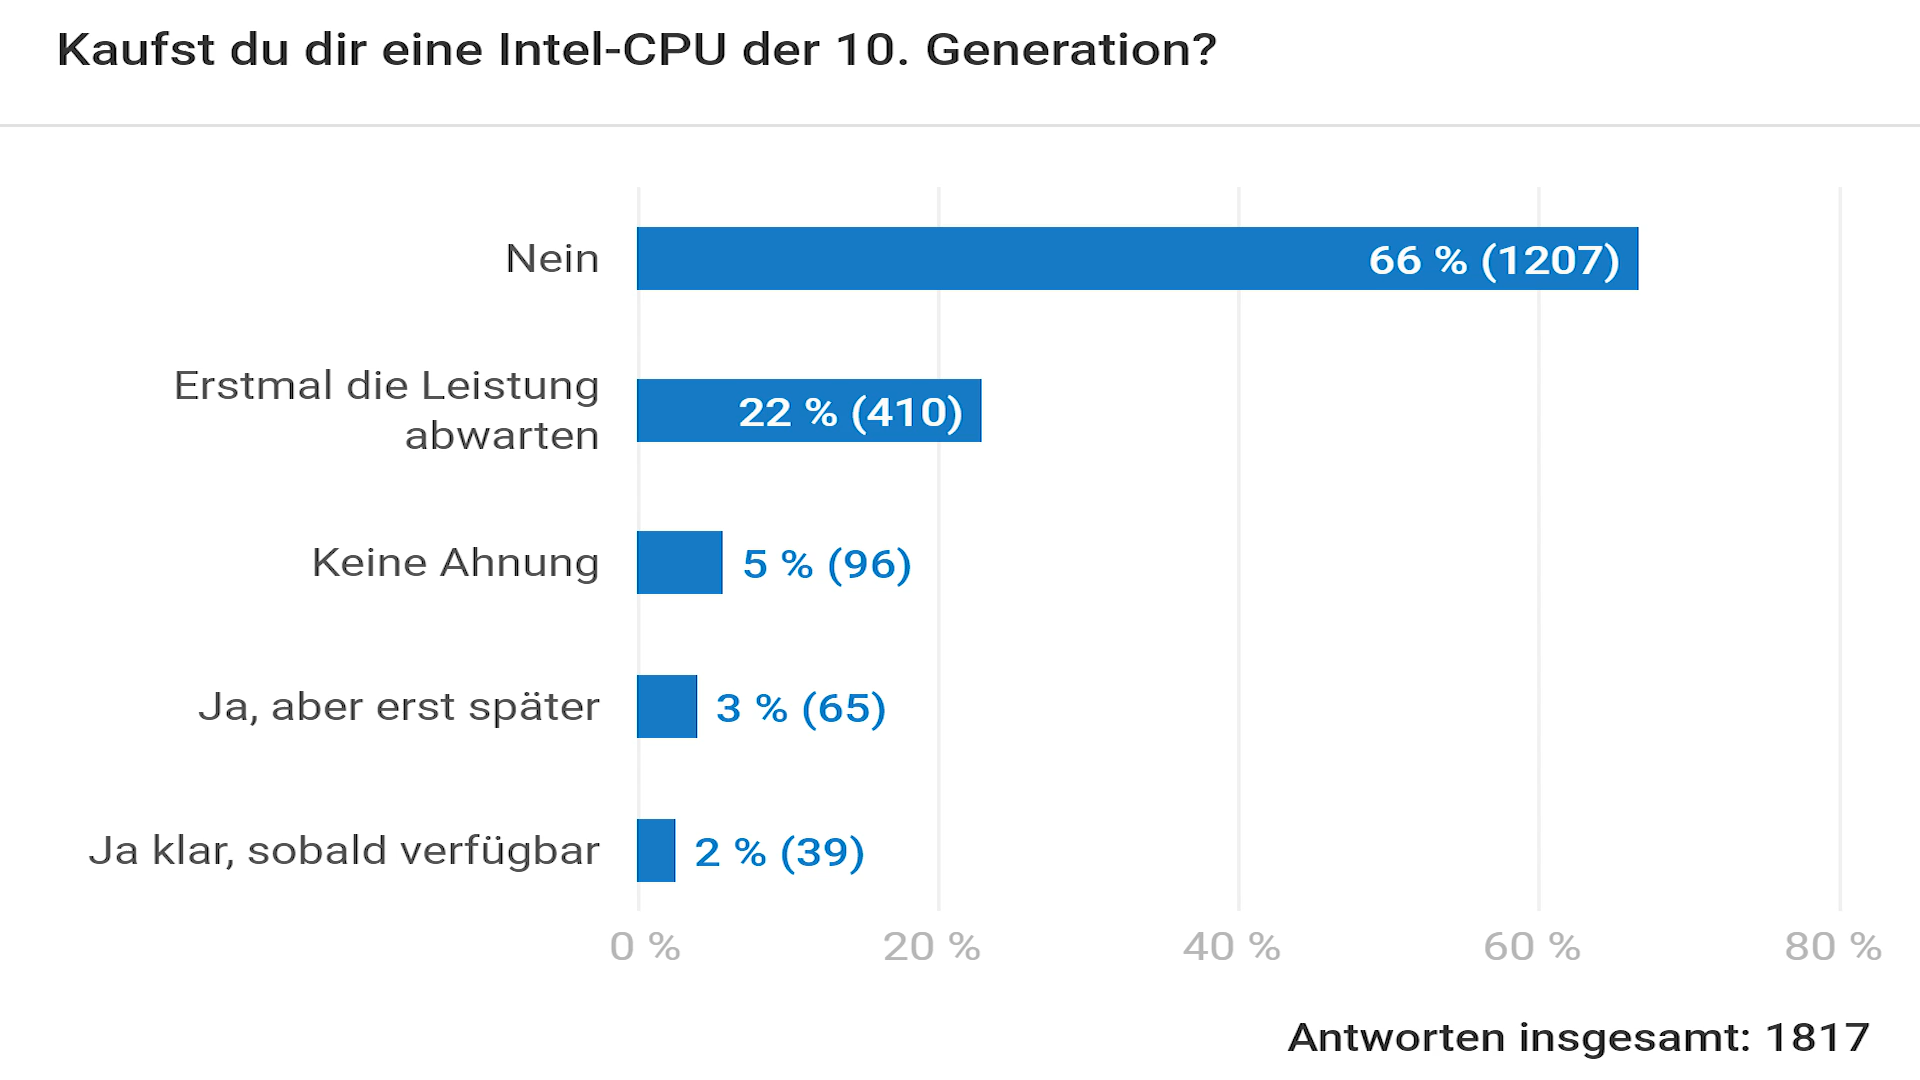 Kaufst du dir eine Intel-CPU der 10. Generation?
Nein
66 % (1207)
Erstmal die Leistung
abwarten
22 % (410)
Keine Ahnung
5 % (96)
Ja, aber erst später
3 % (65)
Ja klar, sobald verfügbar
2 % (39)
0 %
20 %
40 %
60 %
80 %
Antworten insgesamt: 1817